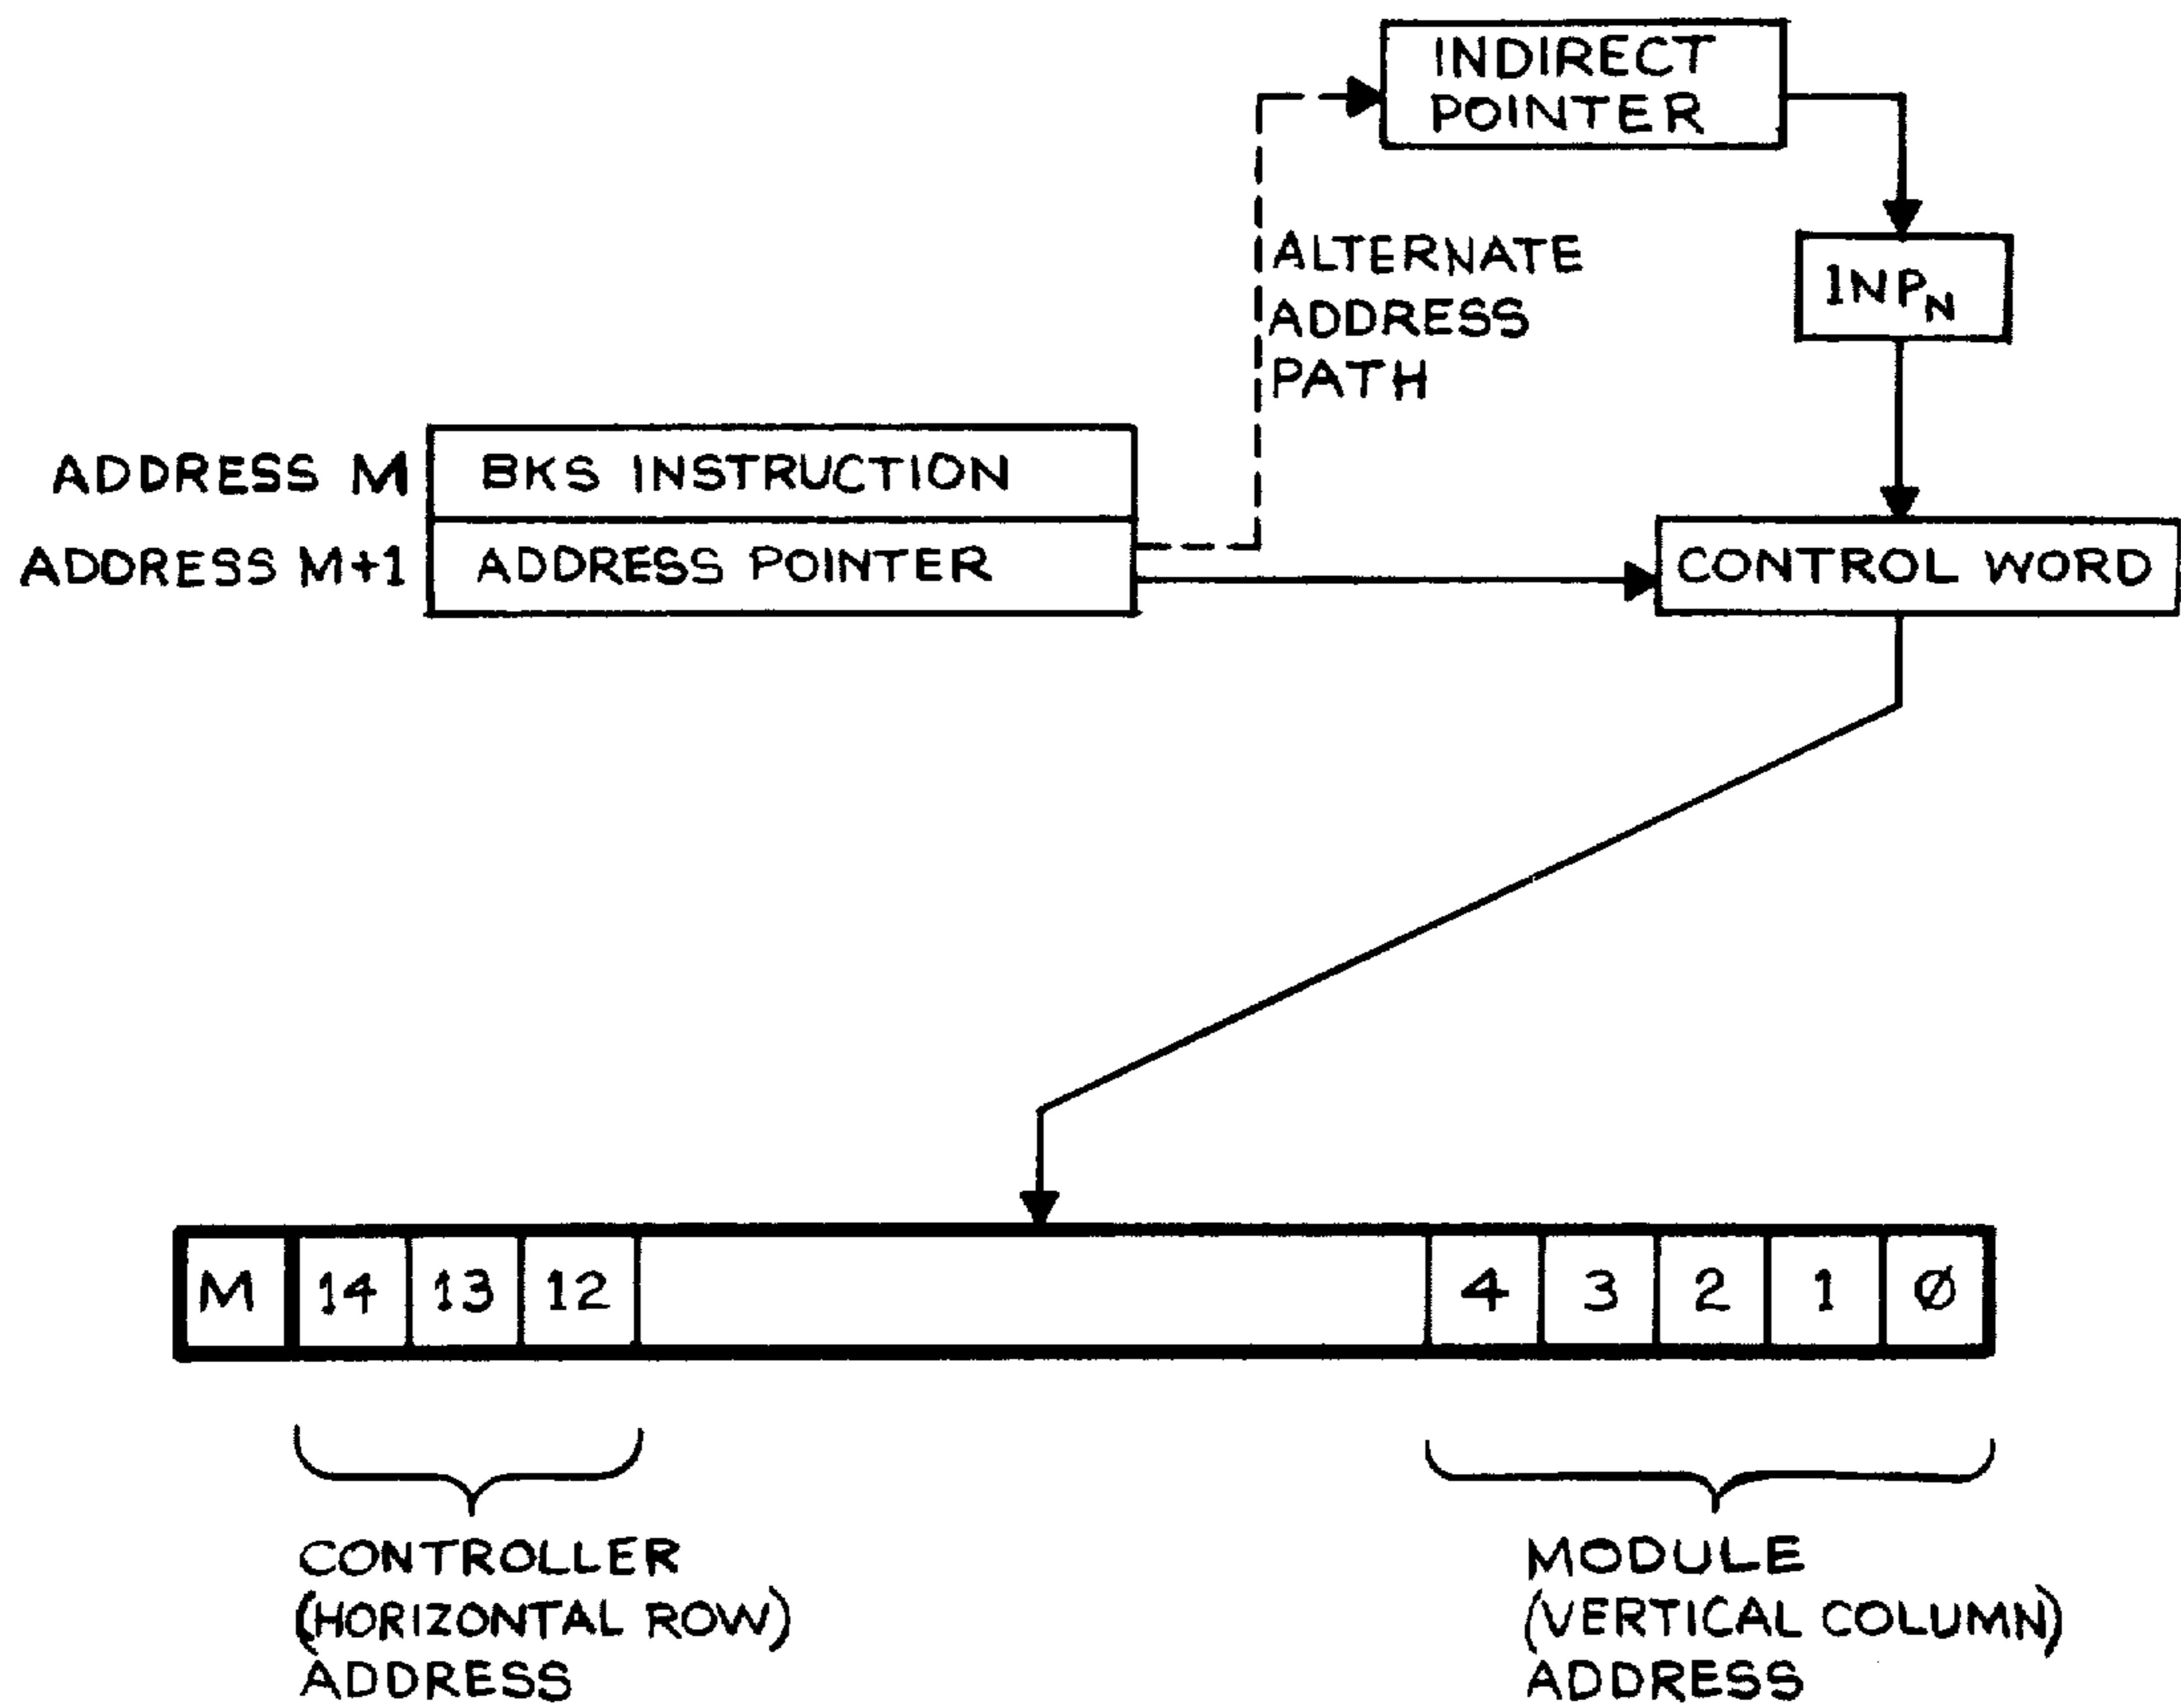 INDIRECT
POINTER
ALTERNATE
ADDRESS
PATH
INPN
ADDRESS M
BKS INSTRUCTION
ADDRESS M+1
ADDRESS POINTER
CONTROL WORD
M 14 13 12 4 3 2 1 Ø
CONTROLLER
(HORIZONTAL ROW)
ADDRESS
MODULE
(VERTICAL COLUMN)
ADDRESS